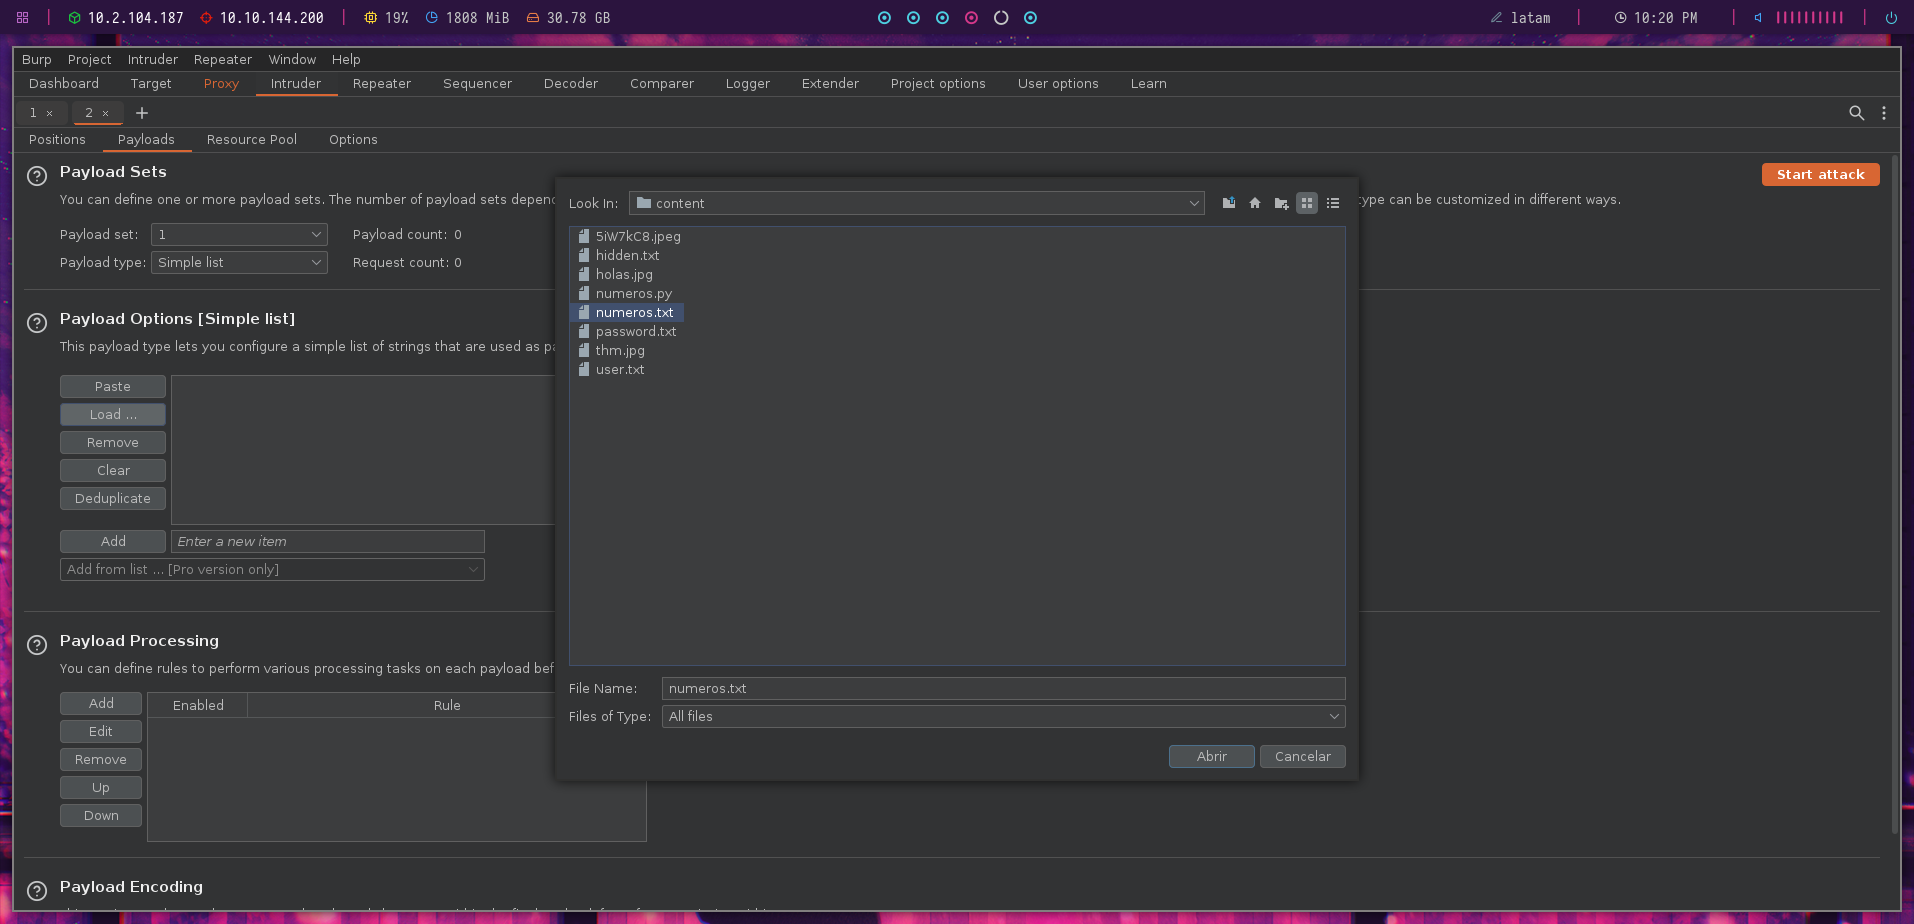 10.2.104.187 10.10.144.200 19% 1808 MiB 30.78 GB latam 10:20 PM
Burp Project Intruder Repeater Window Help
Dashboard Target Proxy Intruder Repeater Sequencer Decoder Comparer Logger Extender Project options User options Learn
1 × 2 × +
Positions Payloads Resource Pool Options
Payload Sets
Start attack
You can define one or more payload sets. The number of payload sets depend
type can be customized in different ways.
Payload set: 1 Payload count: 0
Payload type: Simple list Request count: 0
Payload Options [Simple list]
This payload type lets you configure a simple list of strings that are used as pa
Paste
Load ...
Remove
Clear
Deduplicate
Add Enter a new item
Add from list ... [Pro version only]
Payload Processing
You can define rules to perform various processing tasks on each payload bef
Add
Edit
Remove
Up
Down
Enabled Rule
Payload Encoding
Look In: content
5iW7kC8.jpeg
hidden.txt
holas.jpg
numeros.py
numeros.txt
password.txt
thm.jpg
user.txt
File Name: numeros.txt
Files of Type: All files
Abrir Cancelar